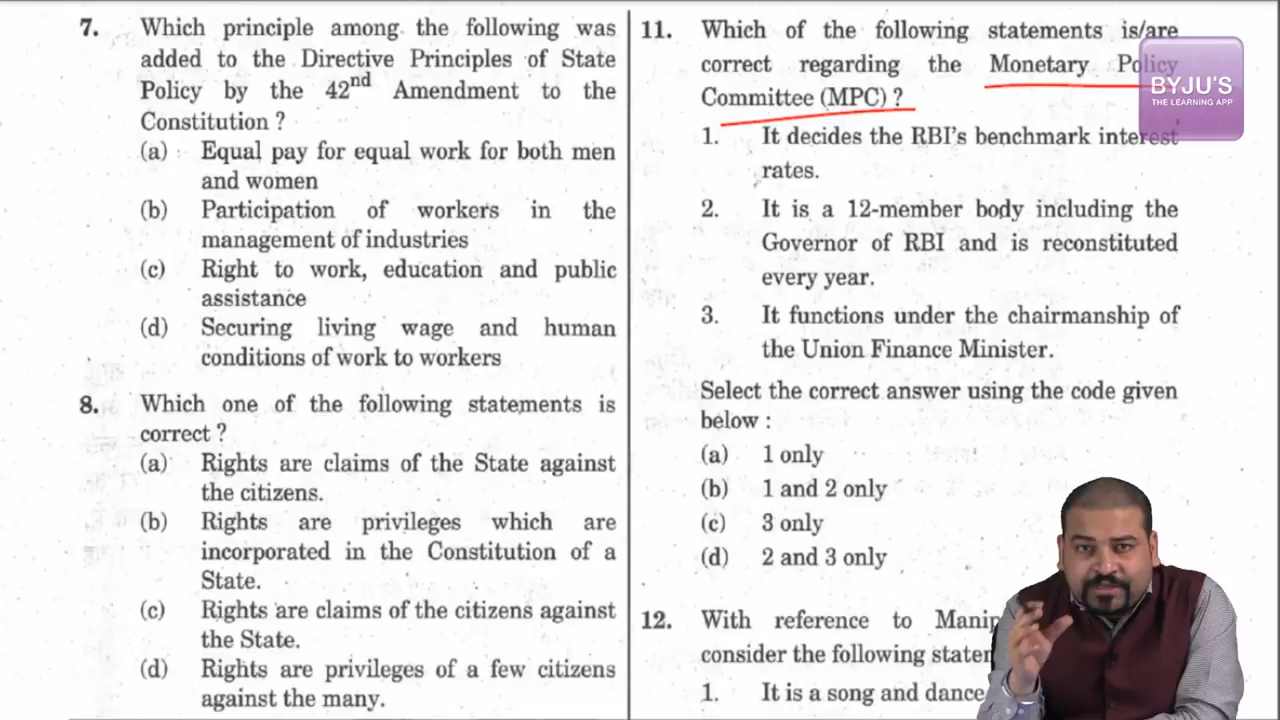 7. Which principle among the following was
added to the Directive Principles of State
Policy by the 42nd Amendment to the
Constitution ?
(a) Equal pay for equal work for both men
and women
(b) Participation of workers in the
management of industries
(c) Right to work, education and public
assistance
(d) Securing living wage and human
conditions of work to workers
8. Which one of the following statements is
correct ?
(a) Rights are claims of the State against
the citizens.
(b) Rights are privileges which are
incorporated in the Constitution of a
State.
(c) Rights are claims of the citizens against
the State.
(d) Rights are privileges of a few citizens
against the many.
11. Which of the following statements is/are
correct regarding the Monetary Policy
Committee (MPC) ?
1. It decides the RBI's benchmark interest
rates.
2. It is a 12-member body including the
Governor of RBI and is reconstituted
every year.
3. It functions under the chairmanship of
the Union Finance Minister.
Select the correct answer using the code given
below :
(a) 1 only
(b) 1 and 2 only
(c) 3 only
(d) 2 and 3 only
12. With reference to
consider the following
1. It is a song and dance
BYJU'S
THE LEARNING APP